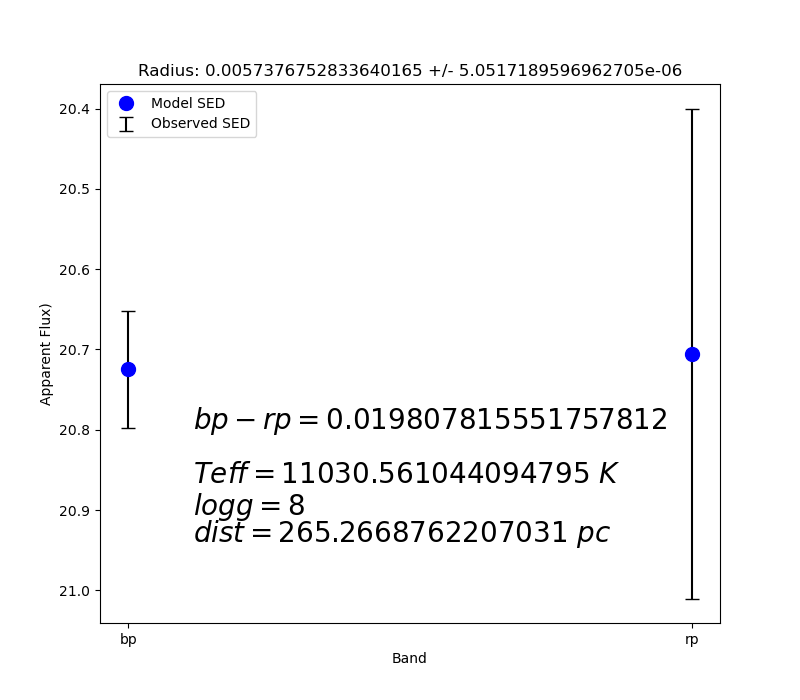 Radius: 0.0057376752833640165 +/- 5.0517189596962705e-06
Model SED
Observed SED
20.4
20.5
20.6
20.7
20.8
20.9
21.0
Apparent Flux)
bp − rp = 0.019807815551757812
Teff = 11030.561044094795 K
logg = 8
dist = 265.2668762207031 pc
bp
rp
Band